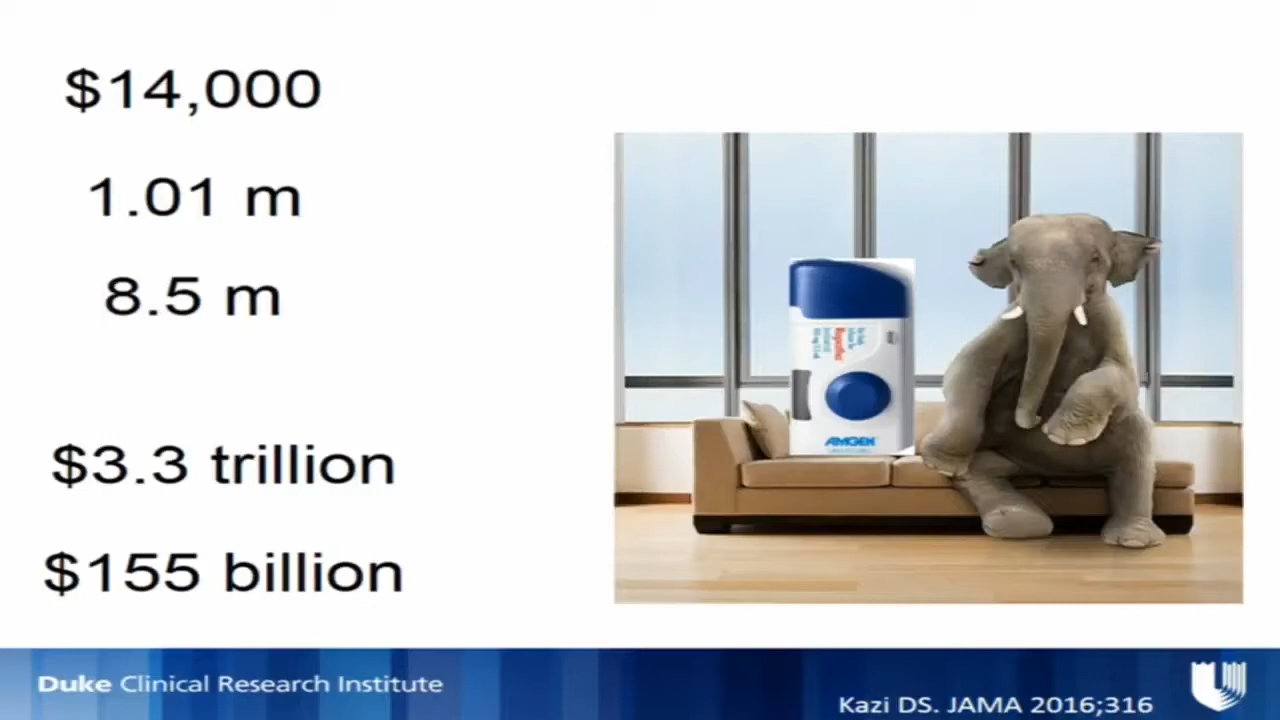 $14,000
1.01 m
8.5 m
$3.3 trillion
$155 billion
Repatha
AMGEN
Duke Clinical Research Institute
Kazi DS. JAMA 2016;316